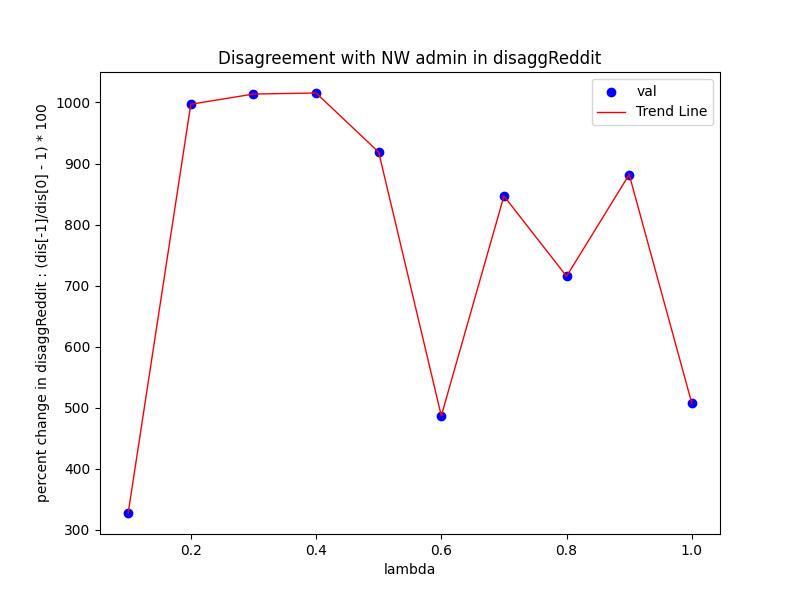 Disagreement with NW admin in disaggReddit
val
Trend Line
percent change in disaggReddit : (dis[-1]/dis[0] - 1) * 100
1000
900
800
700
600
500
400
300
0.2 0.4 0.6 0.8 1.0
lambda